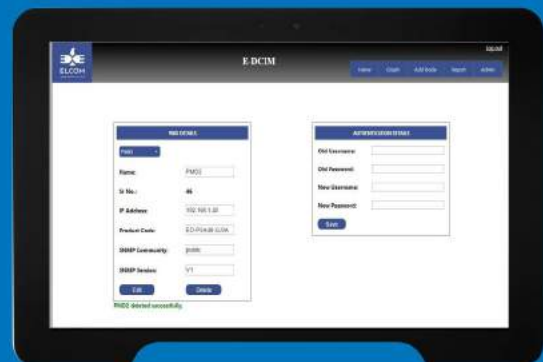 Logout
ELCOM
E-DCIM
Home Graph Add Node Report Admin
PMD DETAILS
Name: PMD2
Sr No.: 46
IP Address:
Product Code:
SNMP Community: public
SNMP Version: V1
Edit Delete
PMD2 deleted successfully.
AUTHENTICATION DETAILS
Old Username:
Old Password:
New Username:
New Password:
Save